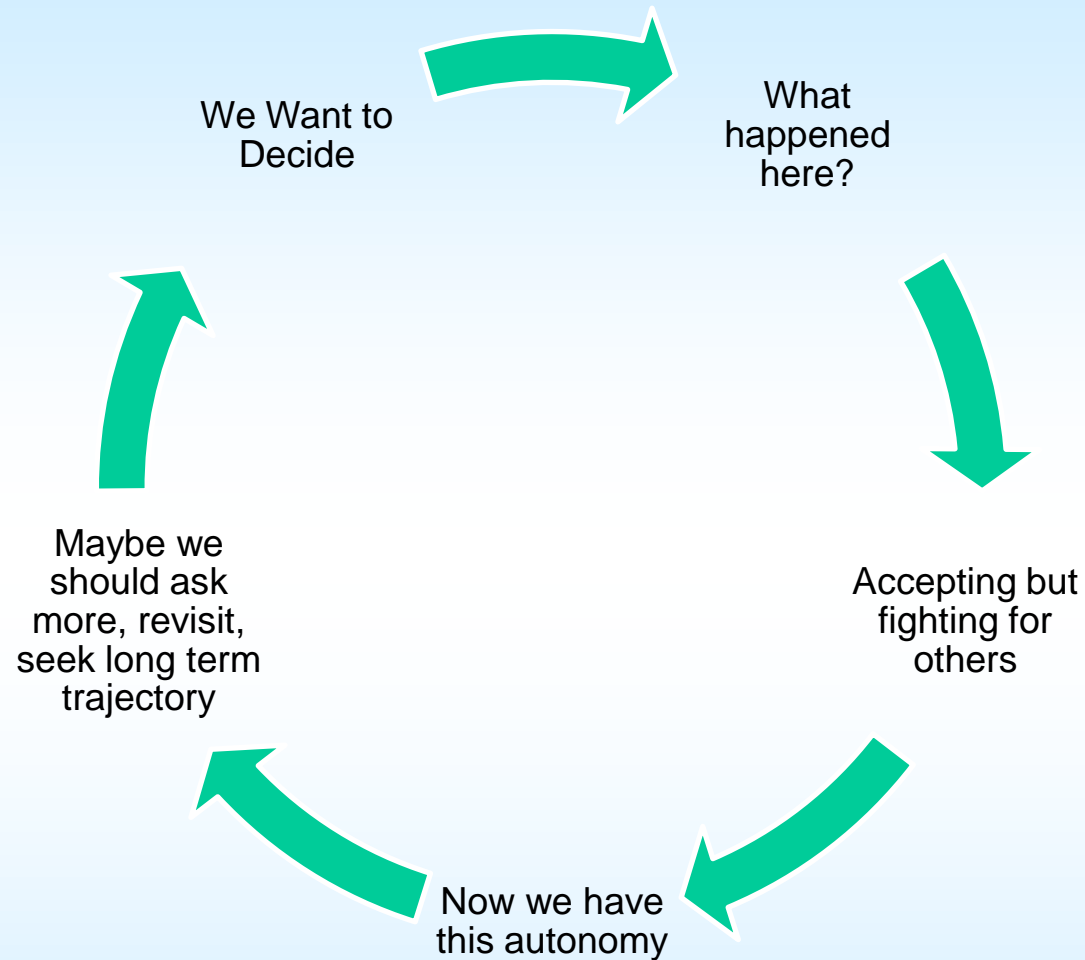 We Want to
Decide
What
happened
here?
Accepting but
fighting for
others
Now we have
this autonomy
Maybe we
should ask
more, revisit,
seek long term
trajectory